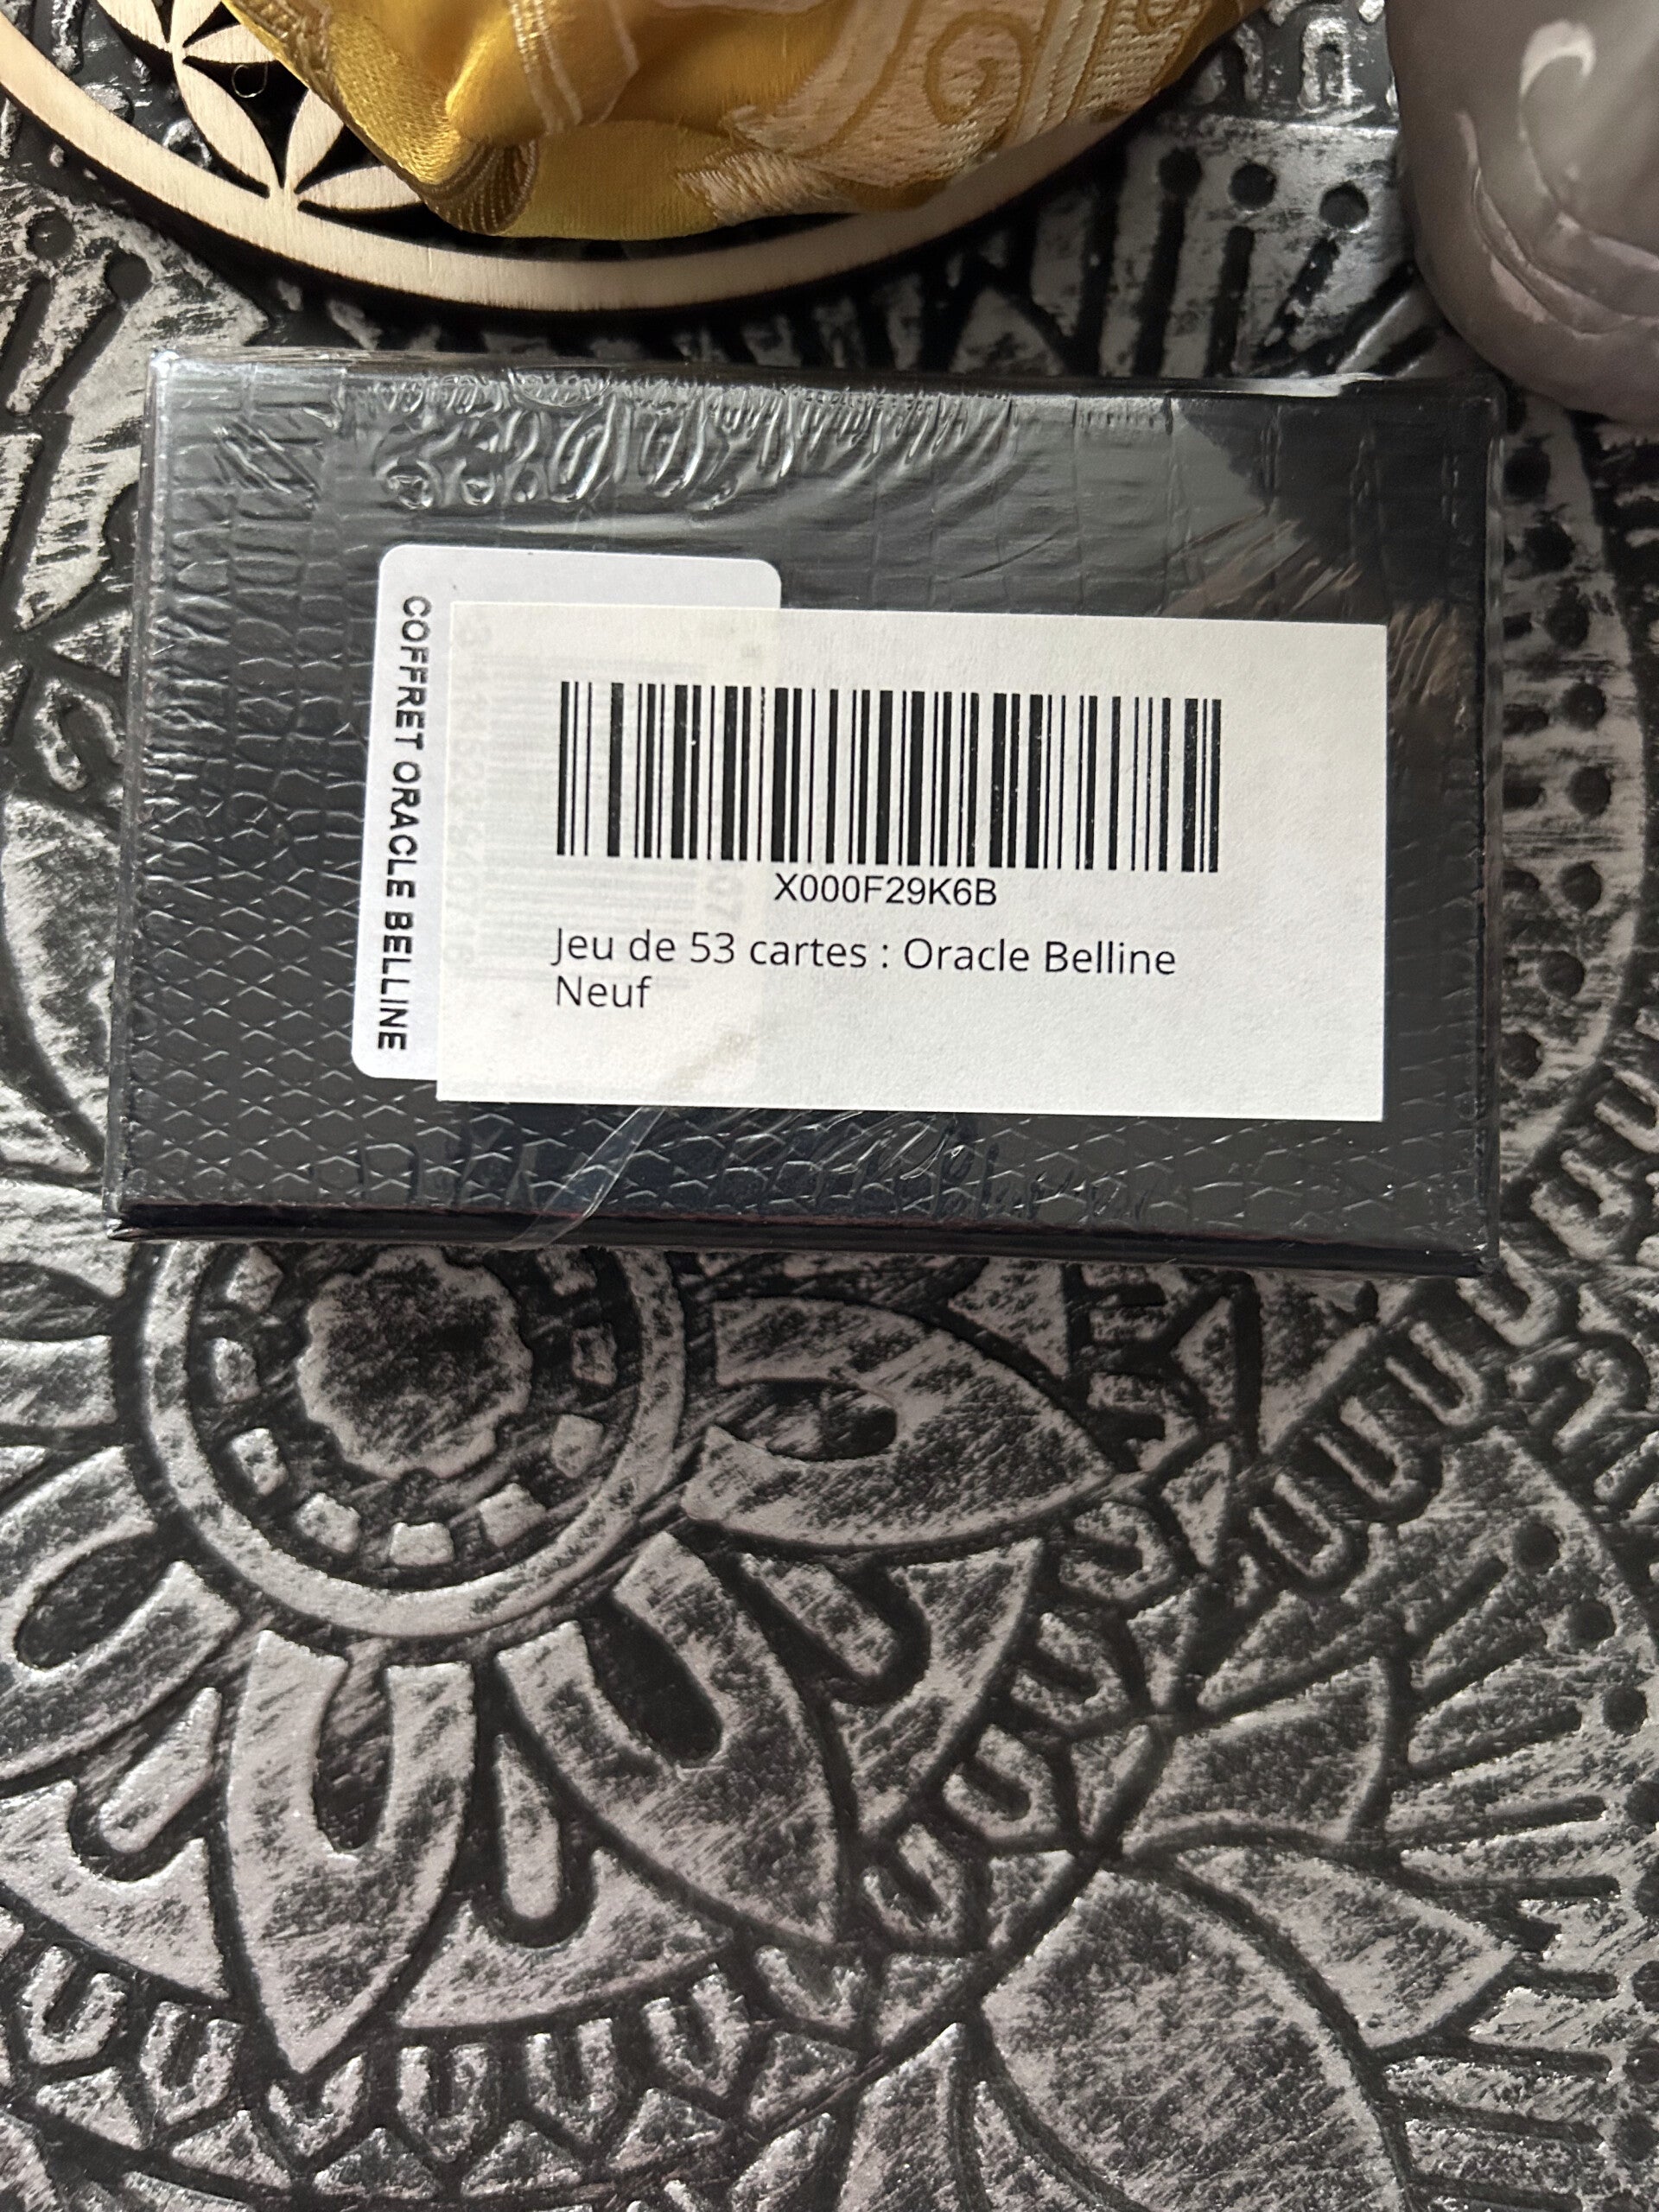 COFFRET ORACLE BELLINE
X000F29K6B
Jeu de 53 cartes : Oracle Belline
Neuf